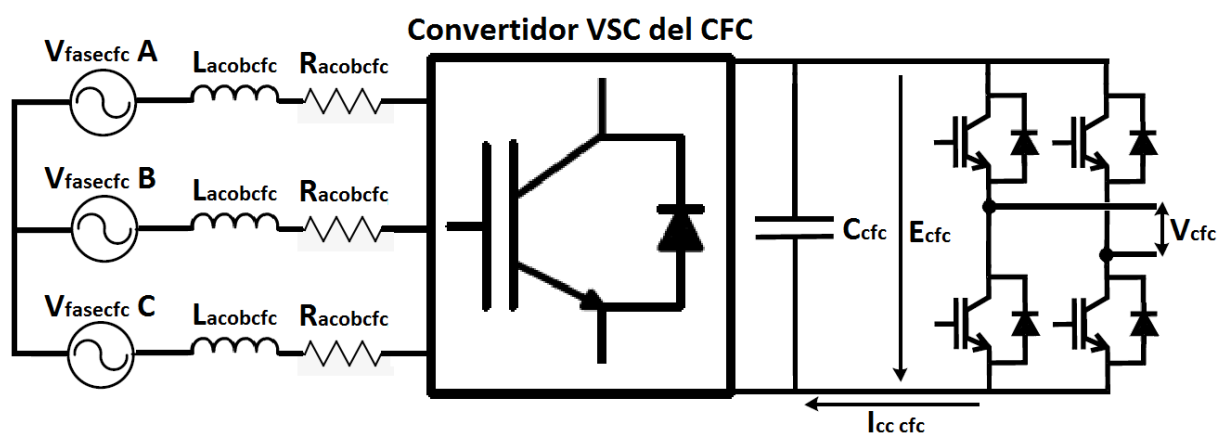 Convertidor VSC del CFC
Vfasecfc A
Lacobcfc
Racobcfc
Vfasecfc B
Lacobcfc
Racobcfc
Vfasecfc C
Lacobcfc
Racobcfc
Ccfc
Ecfc
Vcfc
Icc cfc